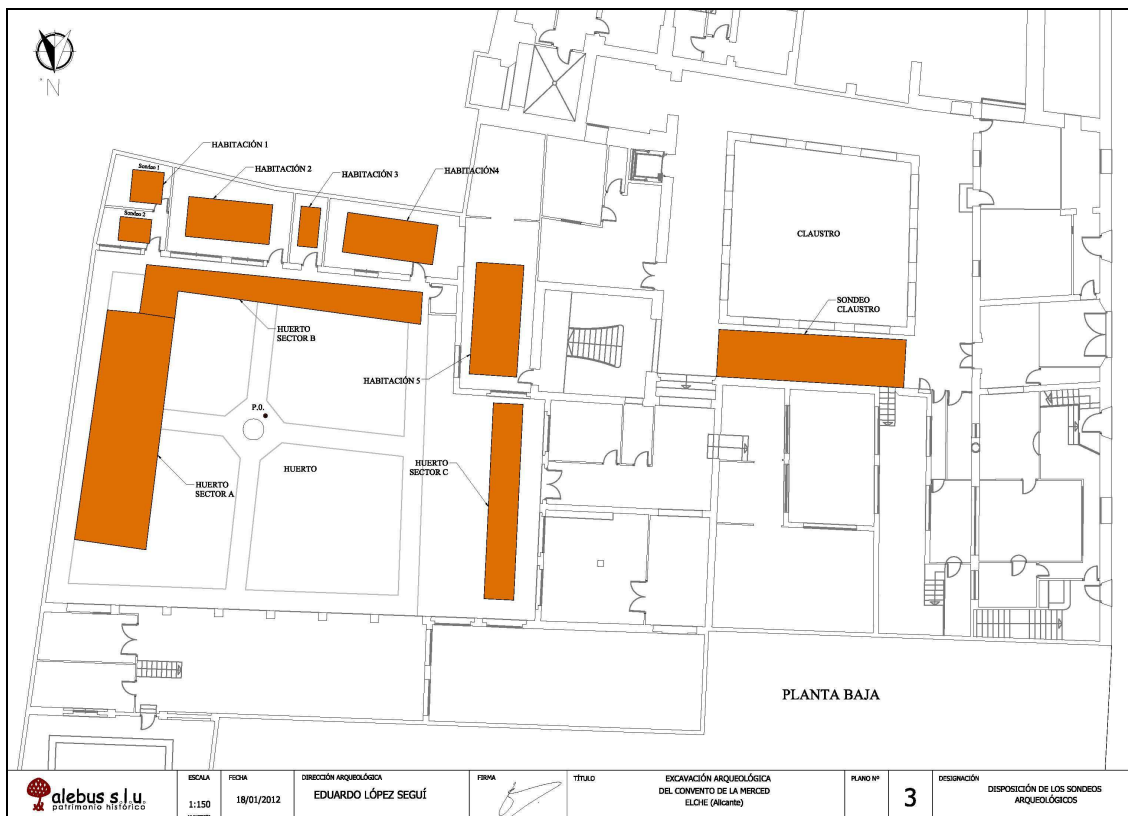 N
HABITACIÓN 1
Sondeo 1
HABITACIÓN 2
HABITACIÓN 3
HABITACIÓN4
Sondeo 2
CLAUSTRO
SONDEO
CLAUSTRO
HUERTO
SECTOR B
HABITACIÓN 5
P.0.
HUERTO
HUERTO
SECTOR C
HUERTO
SECTOR A
PLANTA BAJA
alebus s.l.u.
patrimonio histórico
ESCALA
1:150
FECHA
18/01/2012
DIRECCIÓN ARQUEOLÓGICA
EDUARDO LÓPEZ SEGUÍ
FIRMA
TÍTULO
EXCAVACIÓN ARQUEOLÓGICA
DEL CONVENTO DE LA MERCED
ELCHE (Alicante)
PLANO Nº
3
DESIGNACIÓN
DISPOSICIÓN DE LOS SONDEOS
ARQUEOLÓGICOS